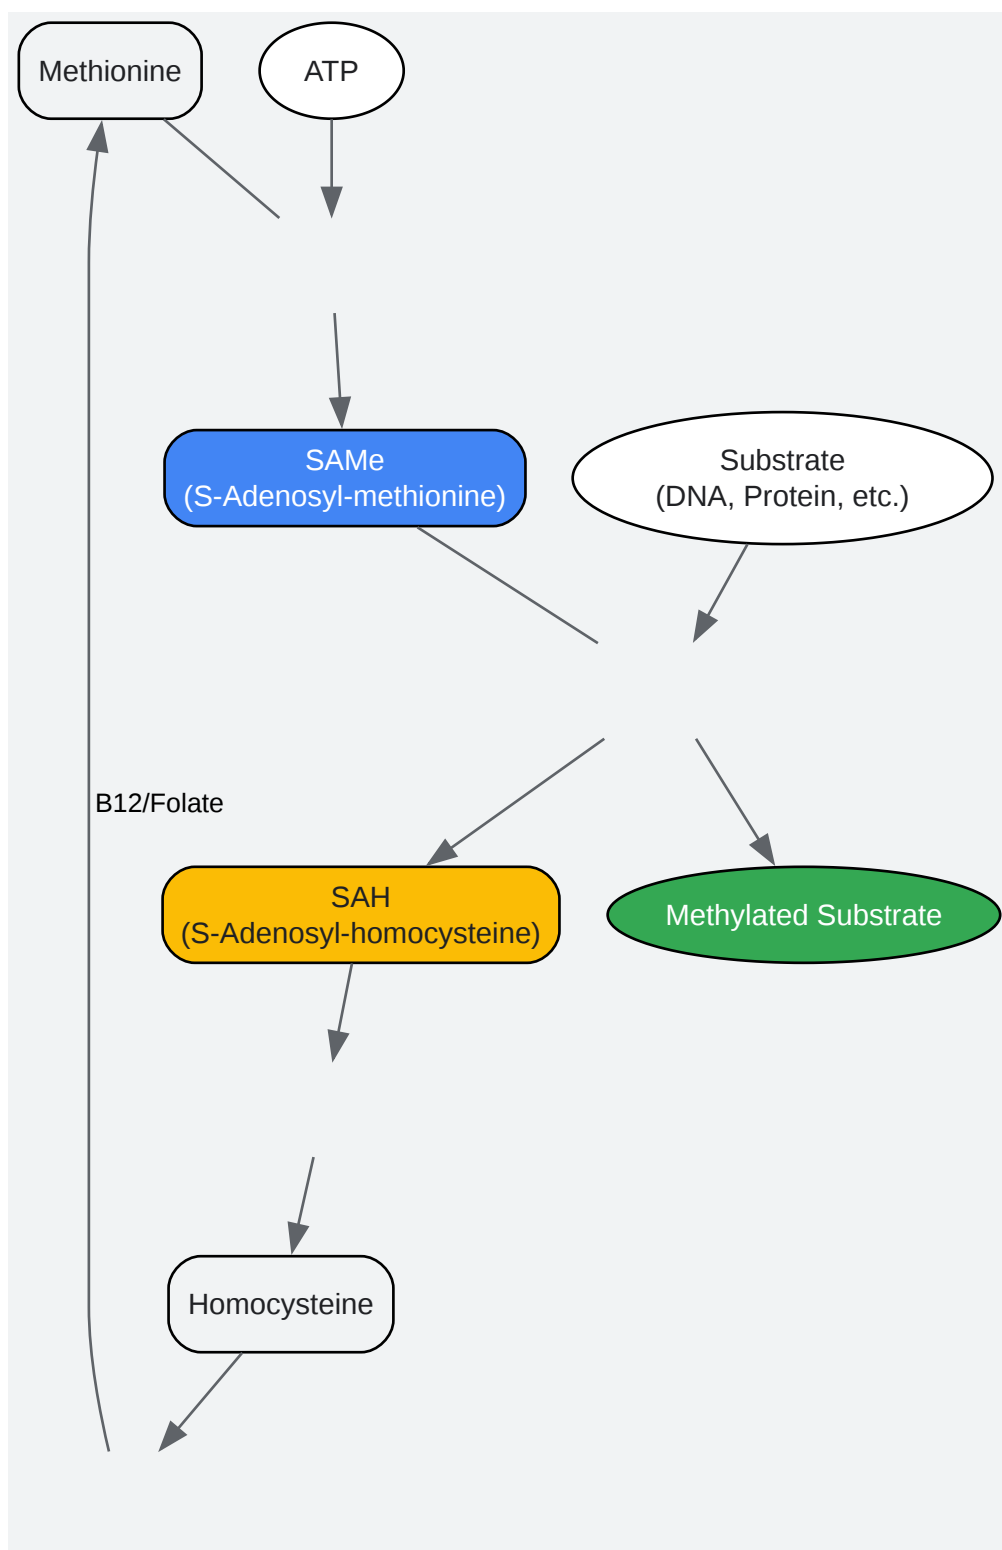 Methionine
ATP
SAMe
(S-Adenosyl-methionine)
Substrate
(DNA, Protein, etc.)
B12/Folate
SAH
(S-Adenosyl-homocysteine)
Methylated Substrate
Homocysteine